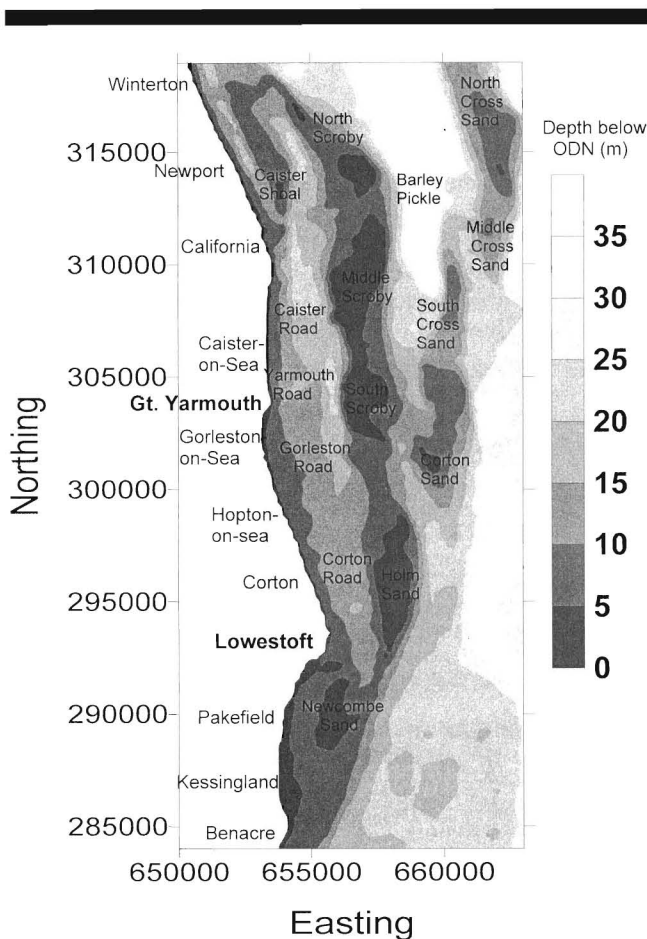 Winterton
North
Cross
Sand
North
Scroby
Depth below
ODN (m)
315000
Newport
Caister
Shoal
Barley
Pickle
35
California
Middle
Cross
Sand
310000
Middle
Scroby
30
Caister
Road
South
Cross
Sand
25
Caister-
on-Sea
305000
Yarmouth
Road
20
Gt. Yarmouth
South
Scroby
Gorleston-
on-Sea
Gorleston
Road
Corton
Sand
15
Northing
300000
Hopton-
on-sea
10
Corton
Road
Corton
Holm
Sand
5
295000
Lowestoft
0
290000
Pakefield
Newcombe
Sand
Kessingland
285000
Benacre
650000 655000 660000
Easting